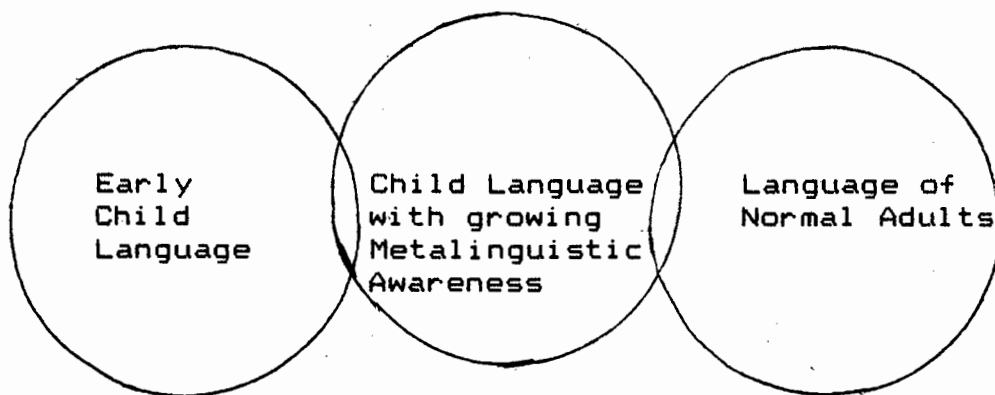 Early
Child
Language
Child Language
with growing
Metalinguistic
Awareness
Language of
Normal Adults